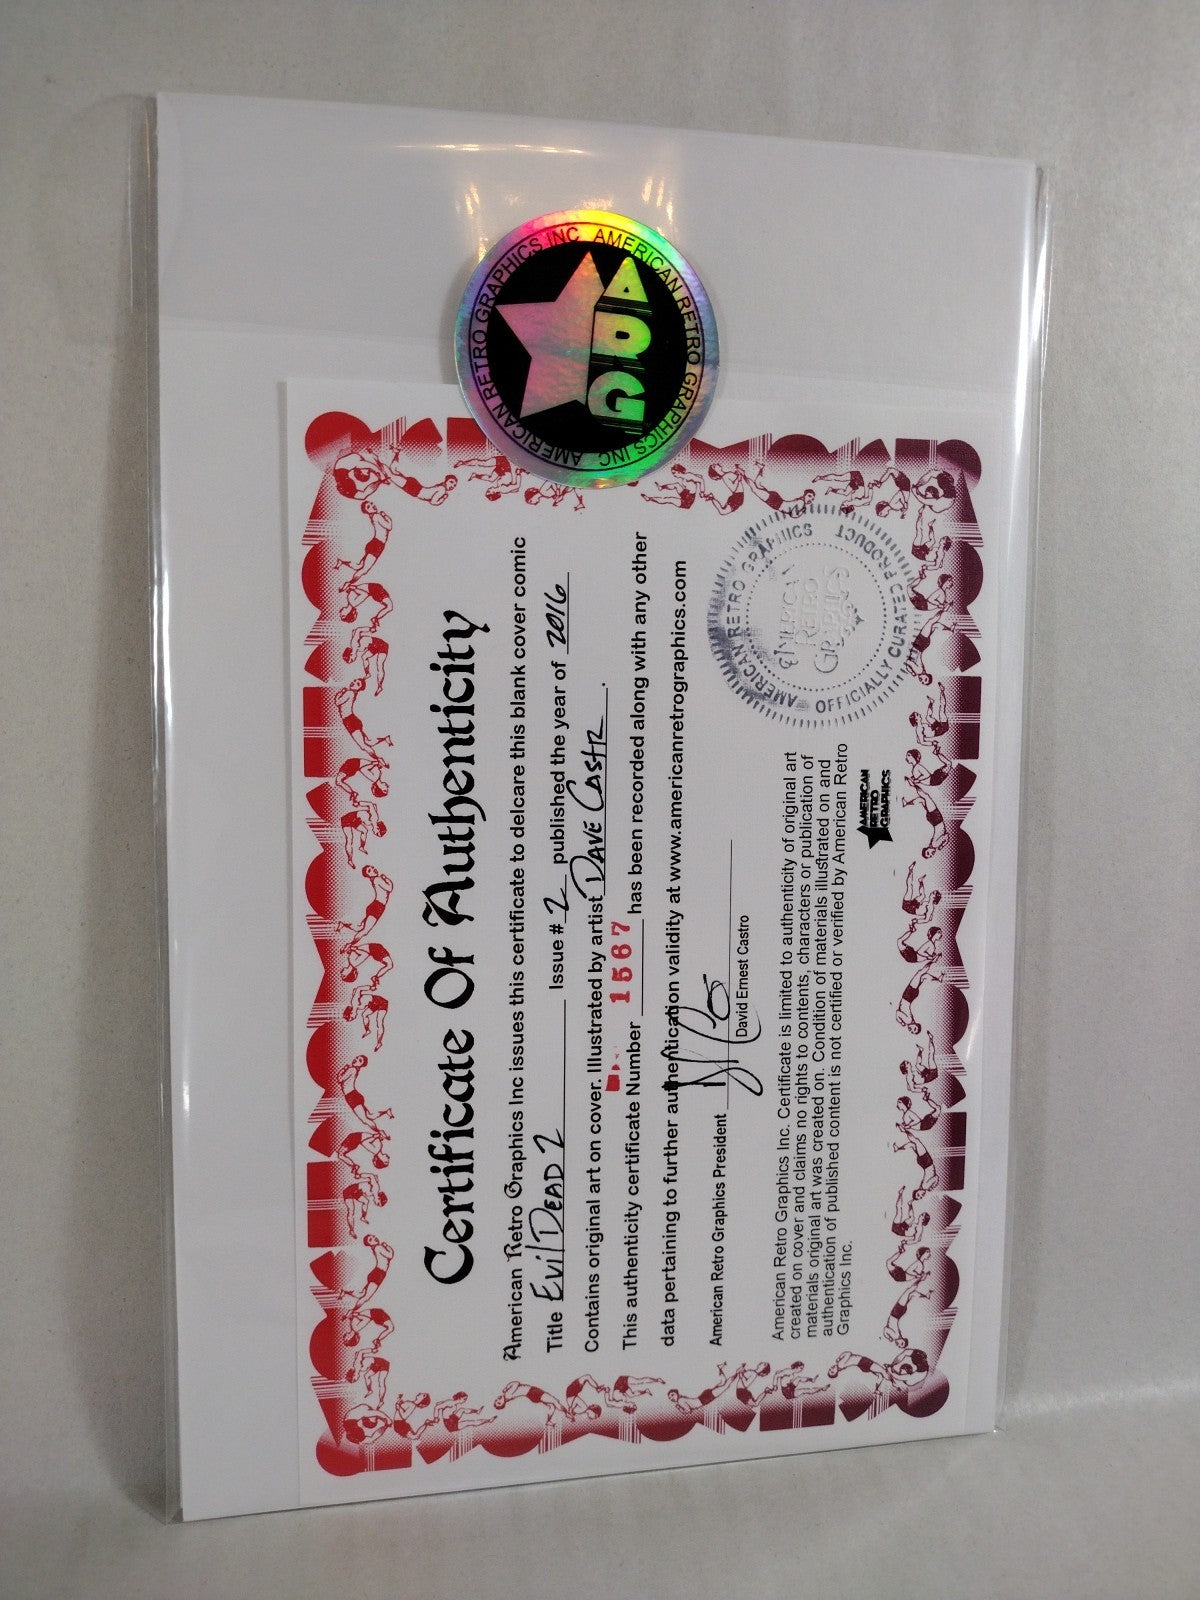 AMERICAN RETRO GRAPHICS INC
AMERICAN RETRO GRAPHICS INC
ARG
Certificate Of Authenticity
American Retro Graphics Inc issues this certificate to delcare this blank cover comic
Title Evil Dead 2 Issue # 2 published the year of 2016
Contains original art on cover. Illustrated by artist Dave Castr.
This authenticity certificate Number 1567 has been recorded along with any other
data pertaining to further authentication validity at www.americanretrographics.com
American Retro Graphics President
David Ernest Castro
American Retro Graphics Inc. Certificate is limited to authenticity of original art
created on cover and claims no rights to contents, characters or publication of
materials original art was created on. Condition of materials illustrated on and
authentication of published content is not certified or verified by American Retro
Graphics Inc.
AMERICAN
RETRO
GRAPHICS
AMERICAN RETRO GRAPHICS
OFFICIALLY CURATED PRODUCT
AMERICAN
RETRO
GRAPHICS